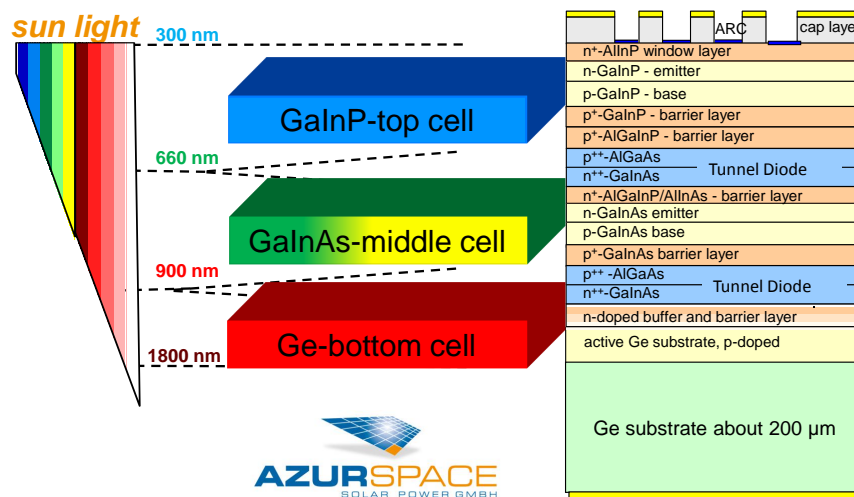 sun light
300 nm
660 nm
900 nm
1800 nm
GaInP-top cell
GaInAs-middle cell
Ge-bottom cell
AZURSPACE
SOLAR POWER GMBH
ARC
cap layer
n⁺-AlInP window layer
n-GaInP - emitter
p-GaInP - base
p⁺-GaInP - barrier layer
p⁺-AlGaInP - barrier layer
p⁺⁺-AlGaAs
Tunnel Diode
n⁺⁺-GaInAs
n⁺-AlGaInP/AlInAs - barrier layer
n-GaInAs emitter
p-GaInAs base
p⁺-GaInAs barrier layer
p⁺⁺ -AlGaAs
Tunnel Diode
n⁺⁺-GaInAs
n-doped buffer and barrier layer
active Ge substrate, p-doped
Ge substrate about 200 µm